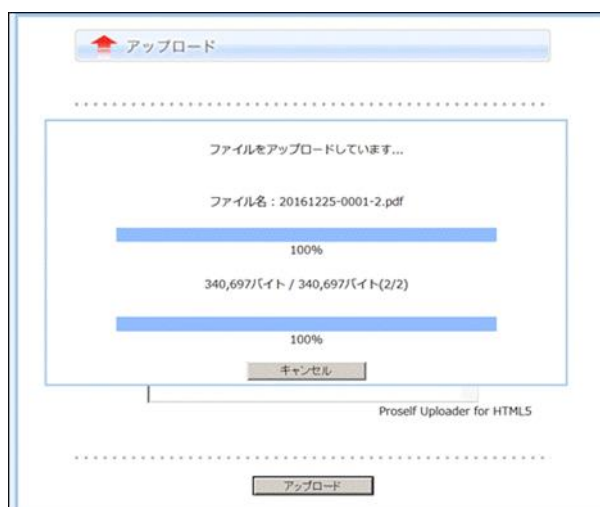 アップロード
ファイルをアップロードしています...
ファイル名：20161225-0001-2.pdf
100%
340,697バイト / 340,697バイト(2/2)
100%
キャンセル
Proself Uploader for HTML5
アップロード